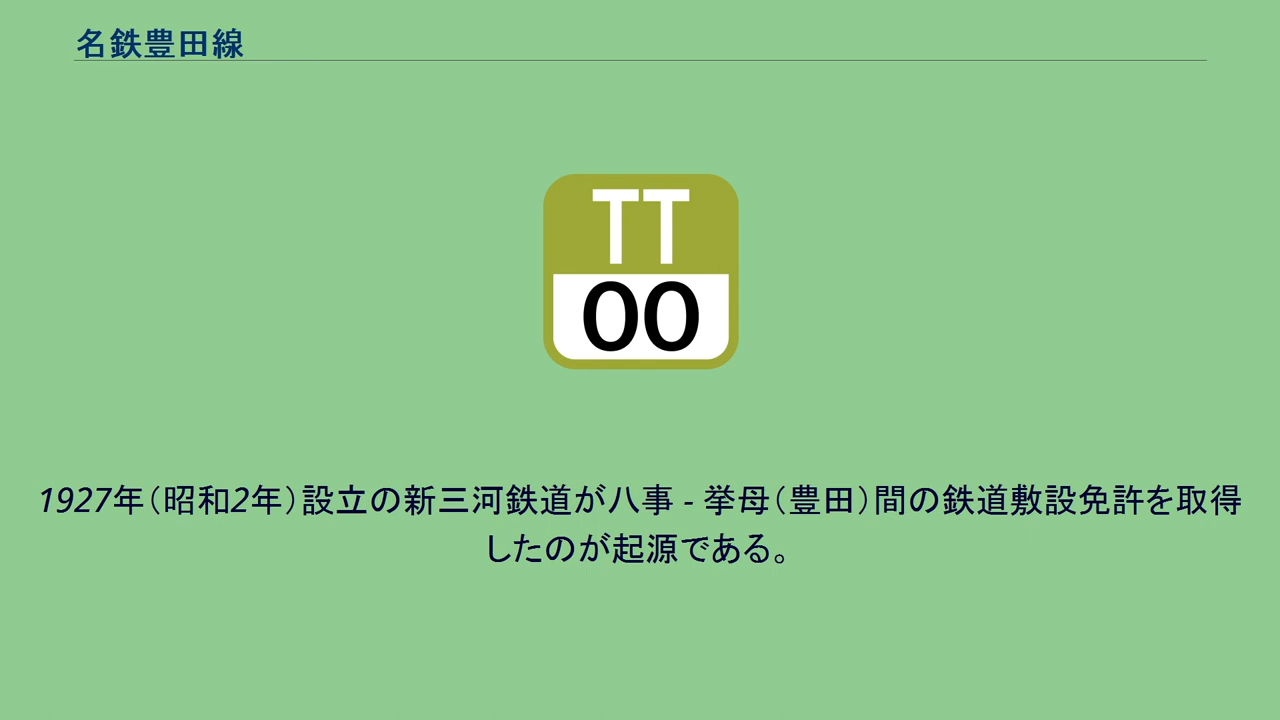 名鉄豊田線
TT
00
1927年（昭和2年）設立の新三河鉄道が八事 - 挙母（豊田）間の鉄道敷設免許を取得
したのが起源である。